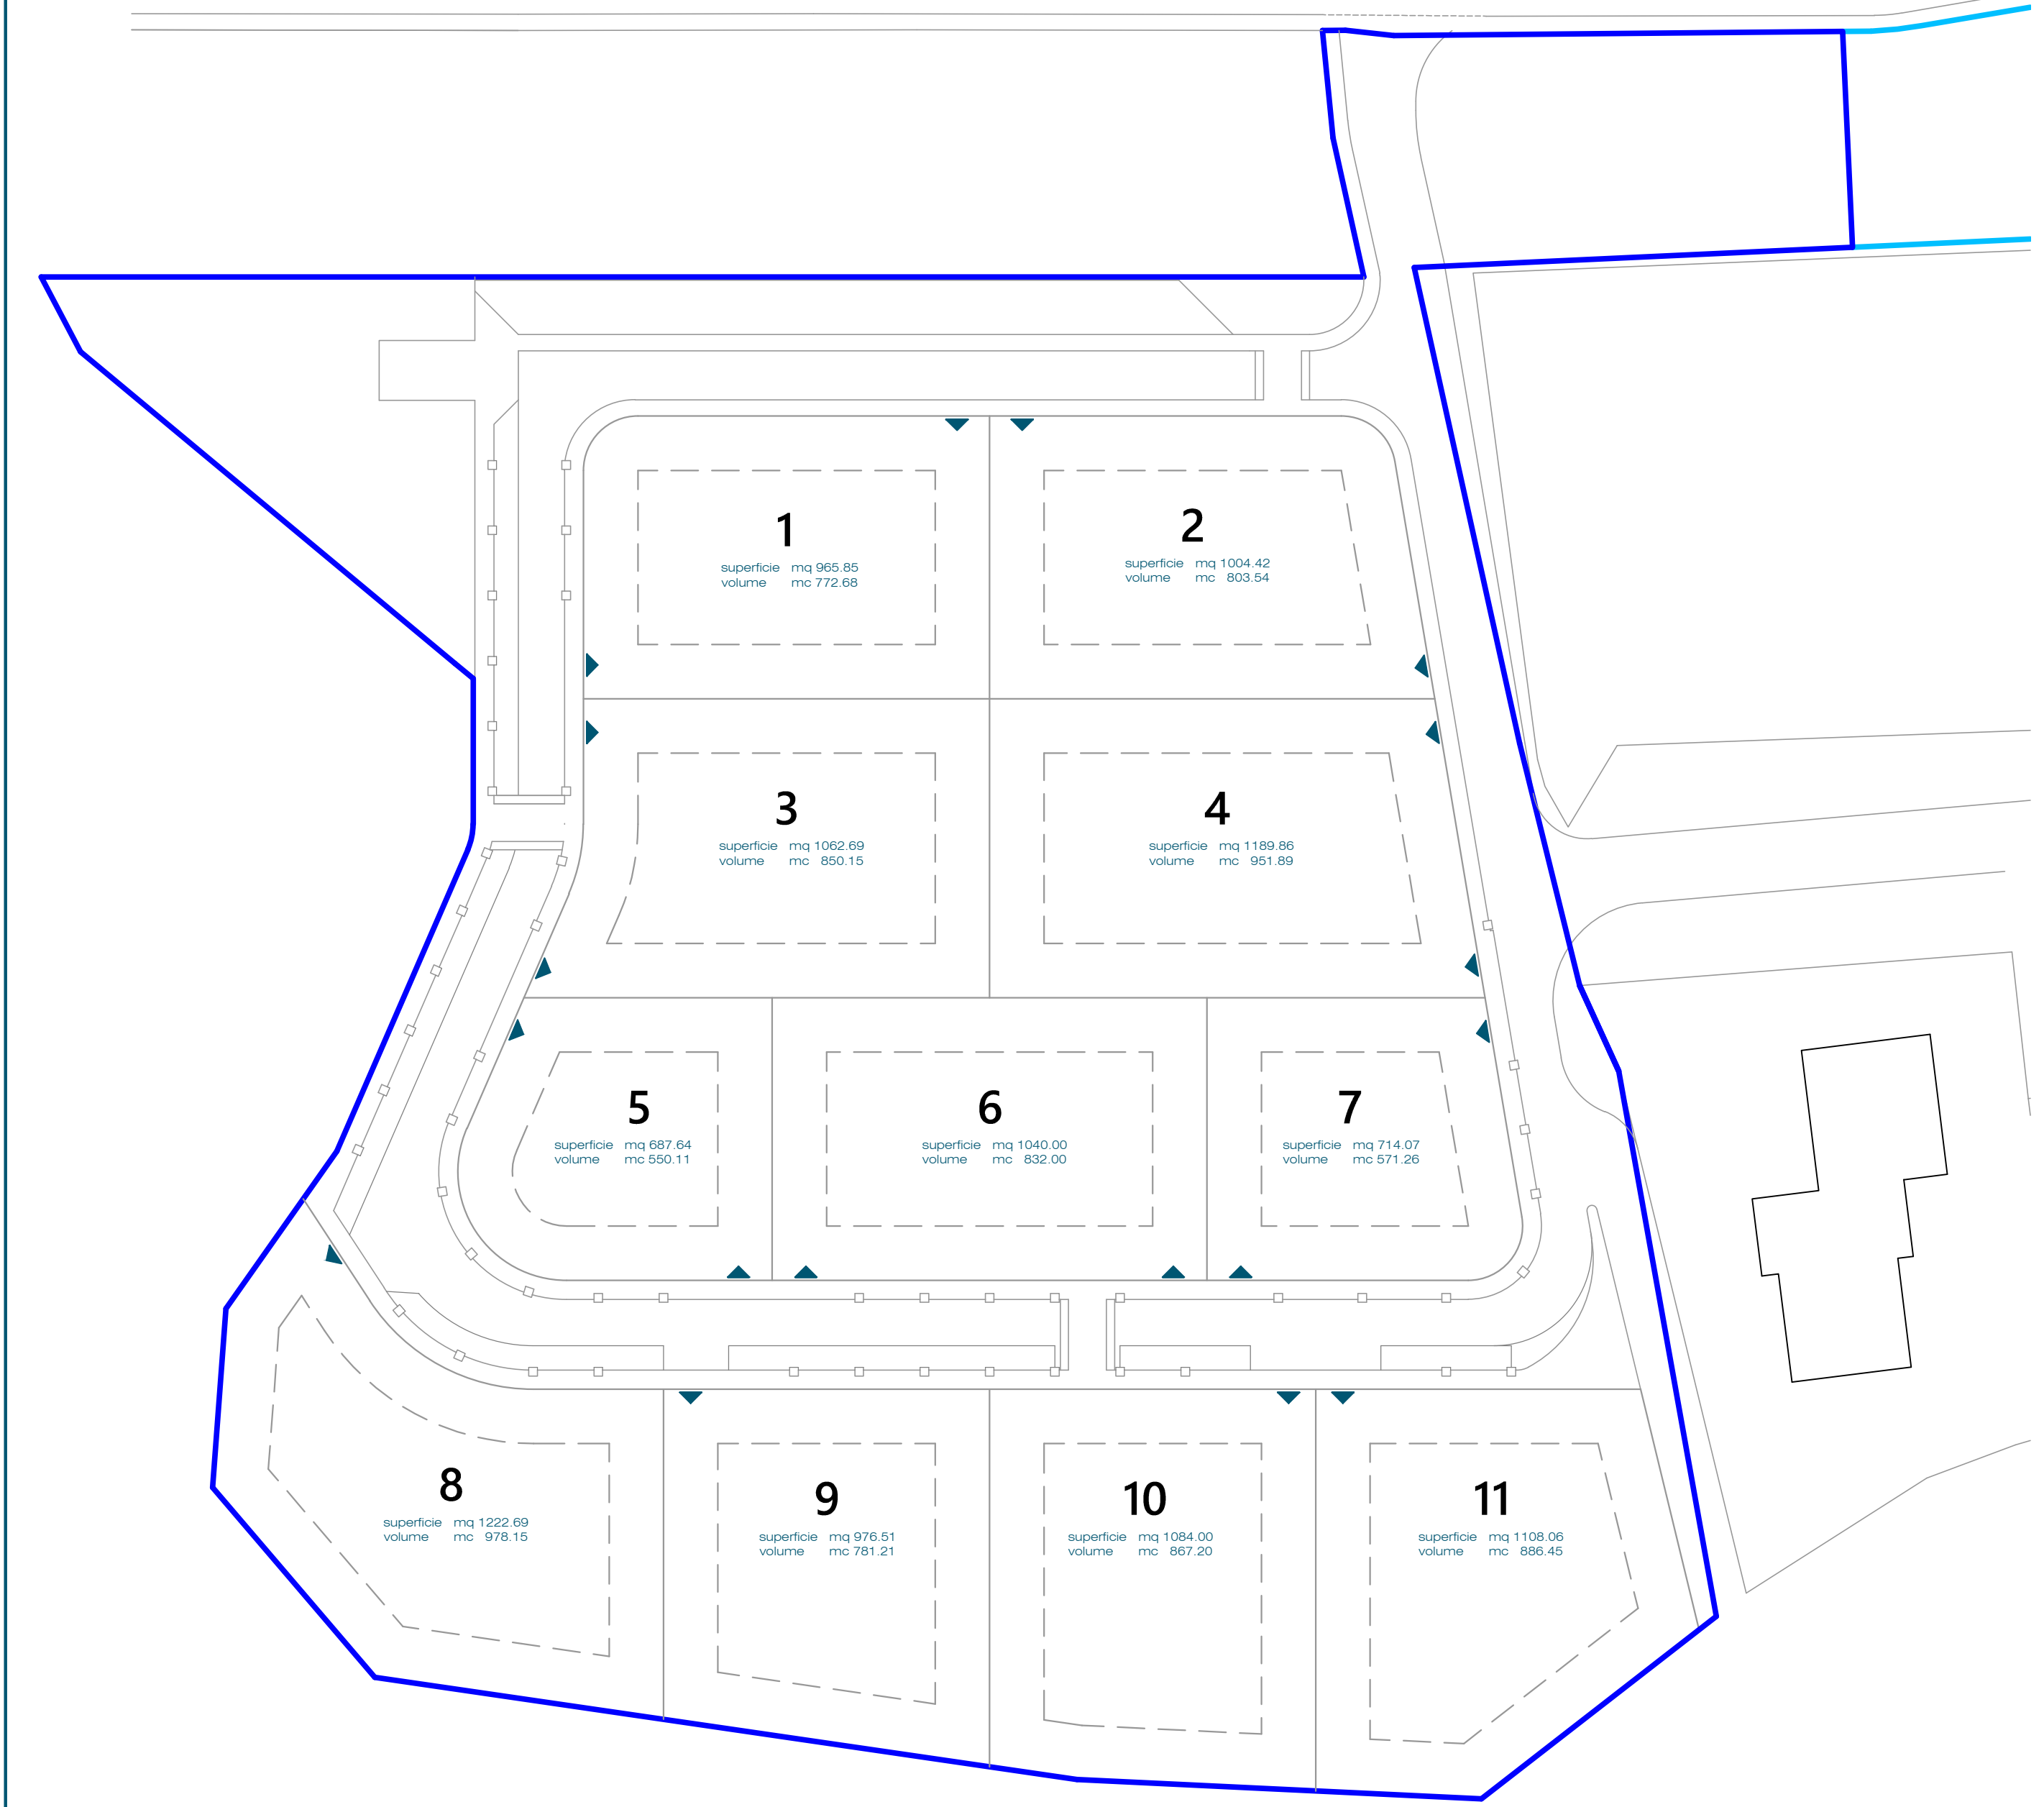 1
superficie mq 965.85
volume mc 772.68
2
superficie mq 1004.42
volume mc 803.54
3
superficie mq 1062.69
volume mc 850.15
4
superficie mq 1189.86
volume mc 951.89
5
superficie mq 687.64
volume mc 550.11
6
superficie mq 1040.00
volume mc 832.00
7
superficie mq 714.07
volume mc 571.26
8
superficie mq 1222.69
volume mc 978.15
9
superficie mq 976.51
volume mc 781.21
10
superficie mq 1084.00
volume mc 867.20
11
superficie mq 1108.06
volume mc 886.45